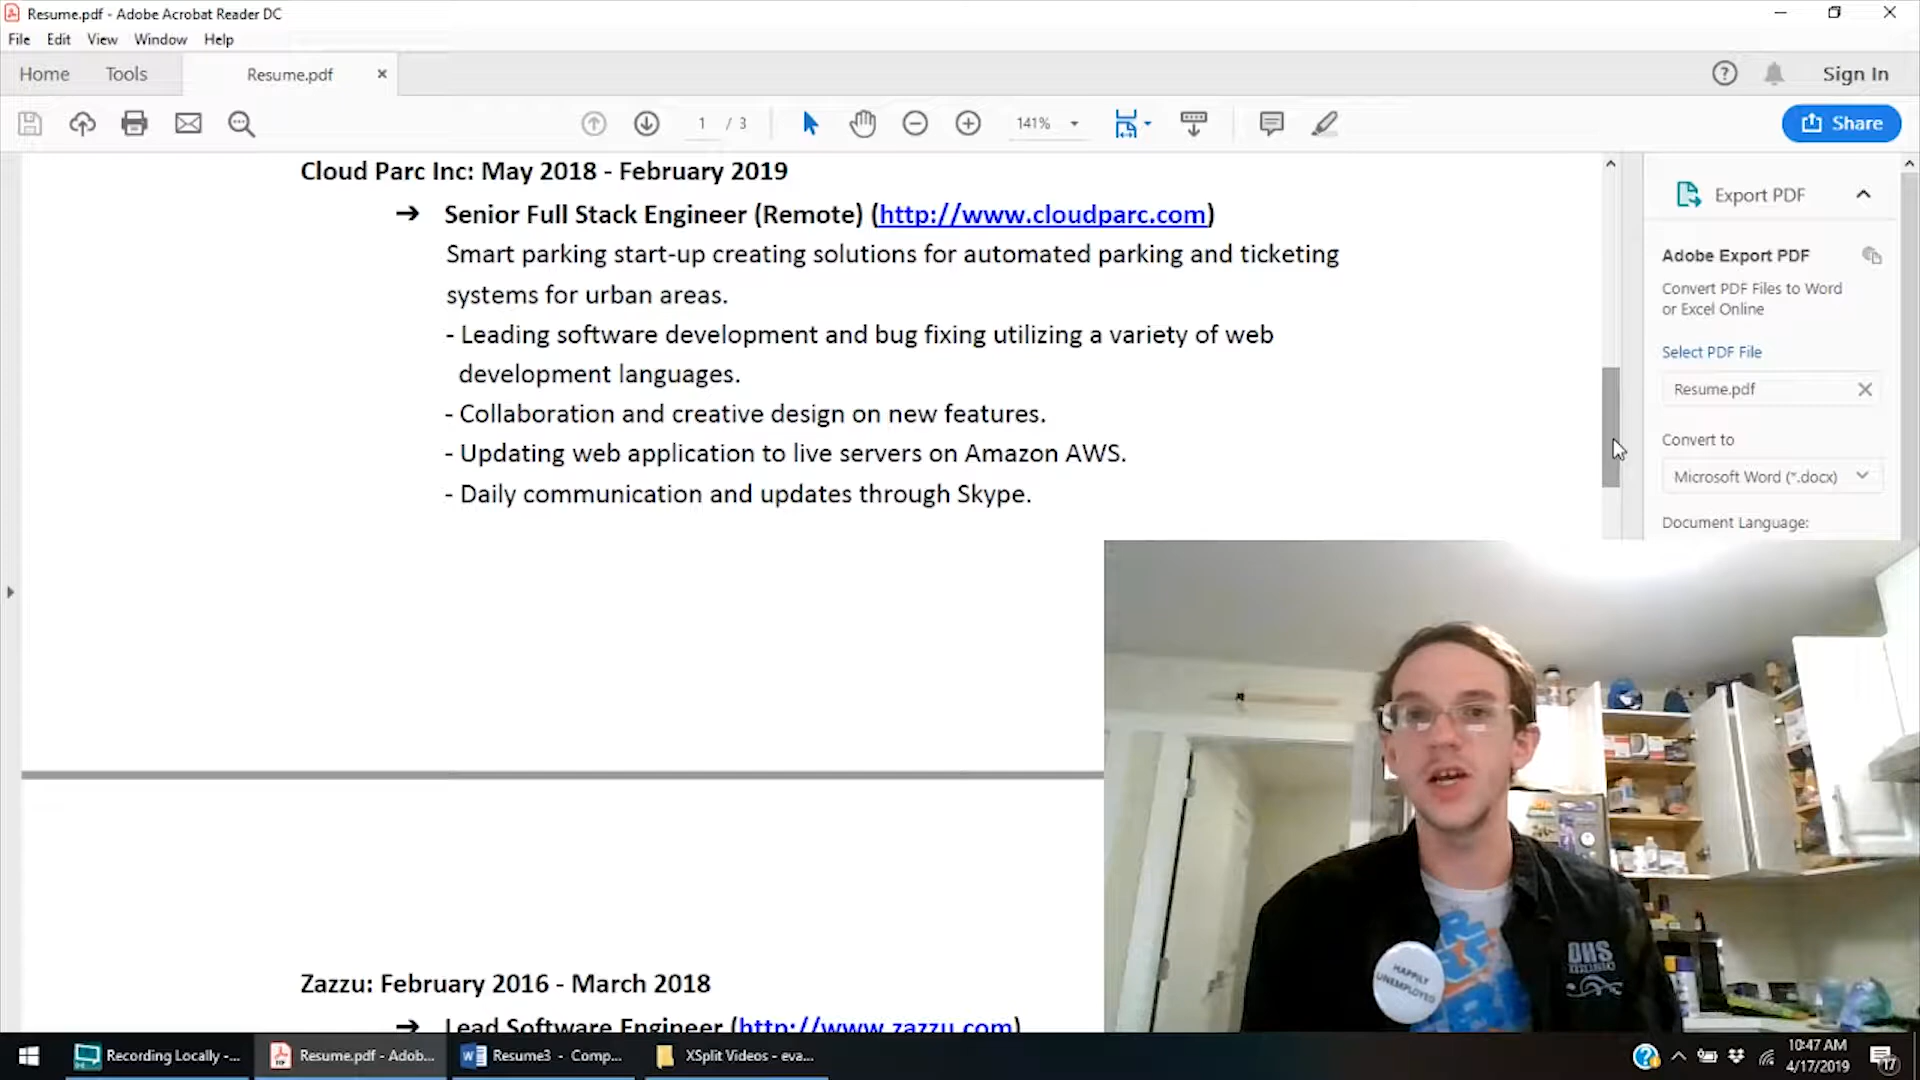 Resume.pdf - Adobe Acrobat Reader DC
File Edit View Window Help
Home Tools Resume.pdf Sign In
1 / 3 141% Share
Cloud Parc Inc: May 2018 - February 2019
➔ Senior Full Stack Engineer (Remote) (http://www.cloudparc.com)
Smart parking start-up creating solutions for automated parking and ticketing
systems for urban areas.
- Leading software development and bug fixing utilizing a variety of web
development languages.
- Collaboration and creative design on new features.
- Updating web application to live servers on Amazon AWS.
- Daily communication and updates through Skype.
Export PDF
Adobe Export PDF
Convert PDF Files to Word
or Excel Online
Select PDF File
Resume.pdf
Convert to
Microsoft Word (*.docx)
Document Language:
HAPPILY
UNEMPLOYED
DHS
Zazzu: February 2016 - March 2018
➔ Lead Software Engineer (http://www.zazzu.com)
Recording Locally -... Resume.pdf - Adob... Resume3 - Comp... XSplit Videos - eva...
10:47 AM
4/17/2019
17